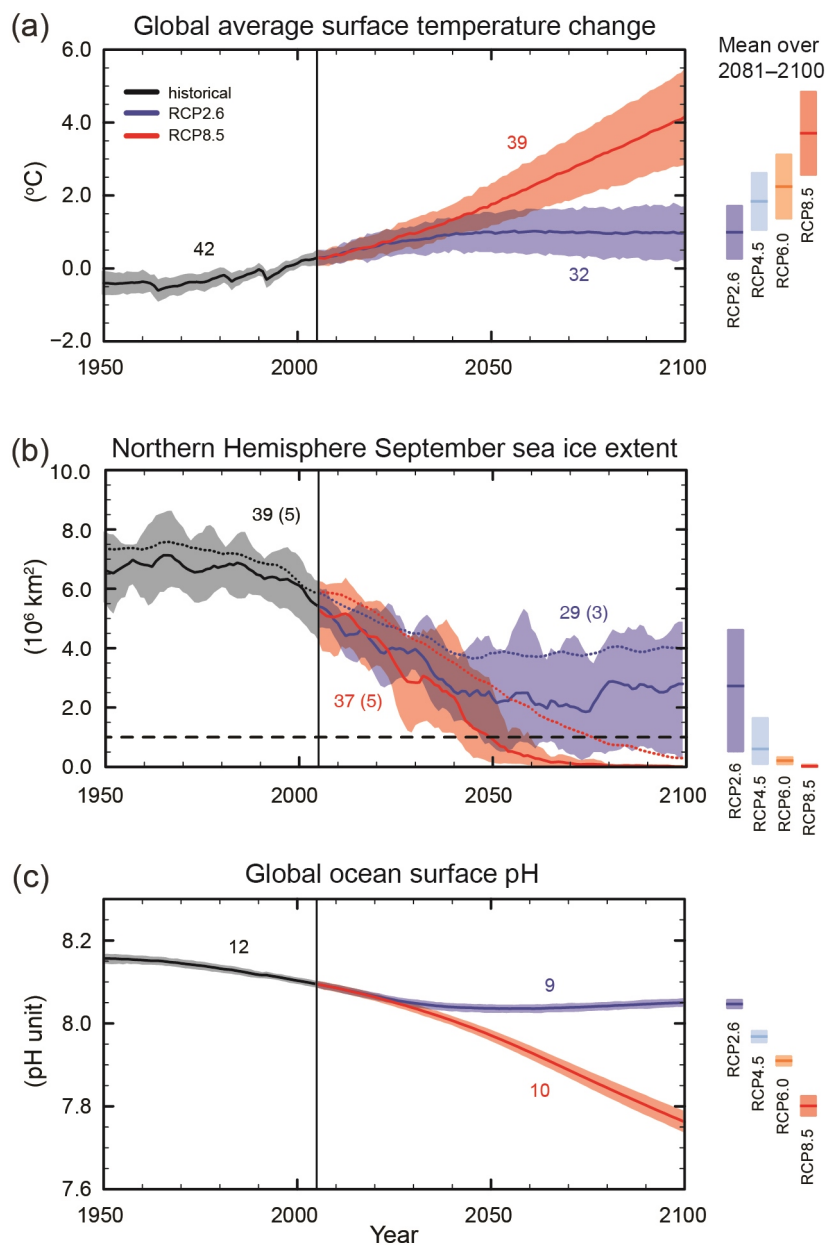 (a) Global average surface temperature change
Mean over
2081–2100
6.0
4.0
2.0
0.0
−2.0
(°C)
historical
RCP2.6
RCP8.5
42
39
32
1950 2000 2050 2100
RCP2.6
RCP4.5
RCP6.0
RCP8.5
(b) Northern Hemisphere September sea ice extent
10.0
8.0
6.0
4.0
2.0
0.0
(10⁶ km²)
39 (5)
29 (3)
37 (5)
1950 2000 2050 2100
RCP2.6
RCP4.5
RCP6.0
RCP8.5
(c) Global ocean surface pH
8.2
8.0
7.8
7.6
(pH unit)
12
9
10
1950 2000 2050 2100
Year
RCP2.6
RCP4.5
RCP6.0
RCP8.5